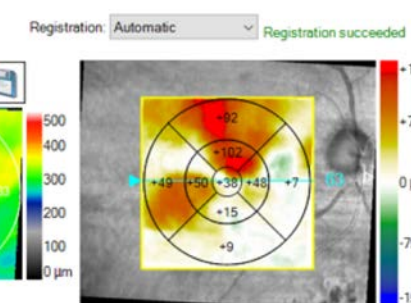 Registration: Automatic
Registration succeeded
500
400
300
200
100
0 µm
+92
+102
+49 +50 +38 +48 +7
+15
+9
0